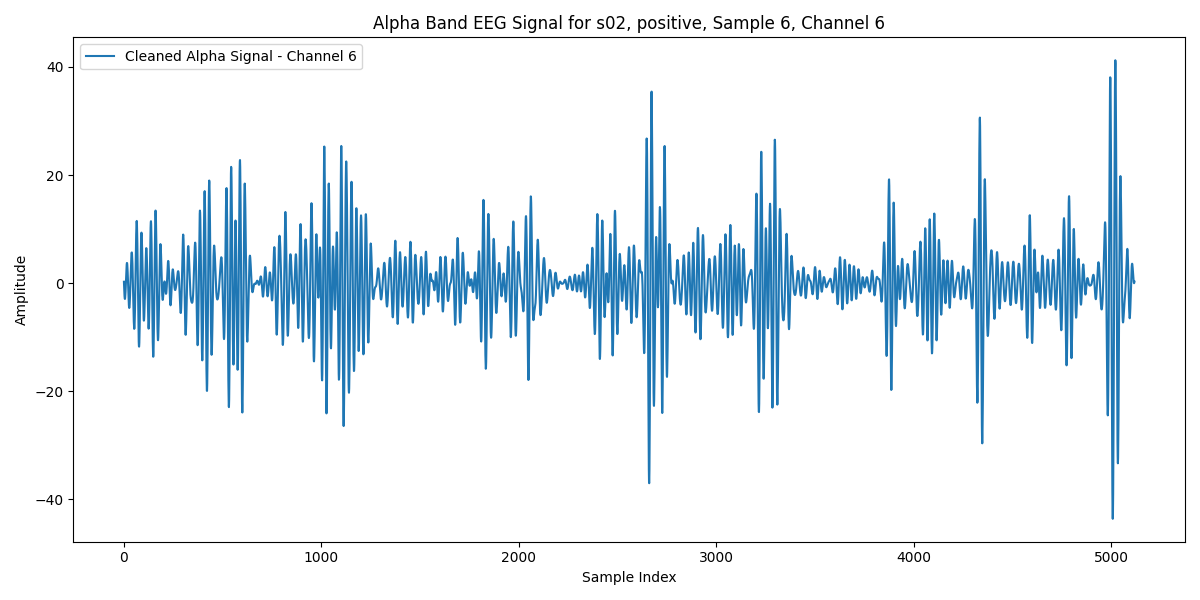 Alpha Band EEG Signal for s02, positive, Sample 6, Channel 6
Cleaned Alpha Signal - Channel 6
Amplitude
40
20
0
−20
−40
0 1000 2000 3000 4000 5000
Sample Index